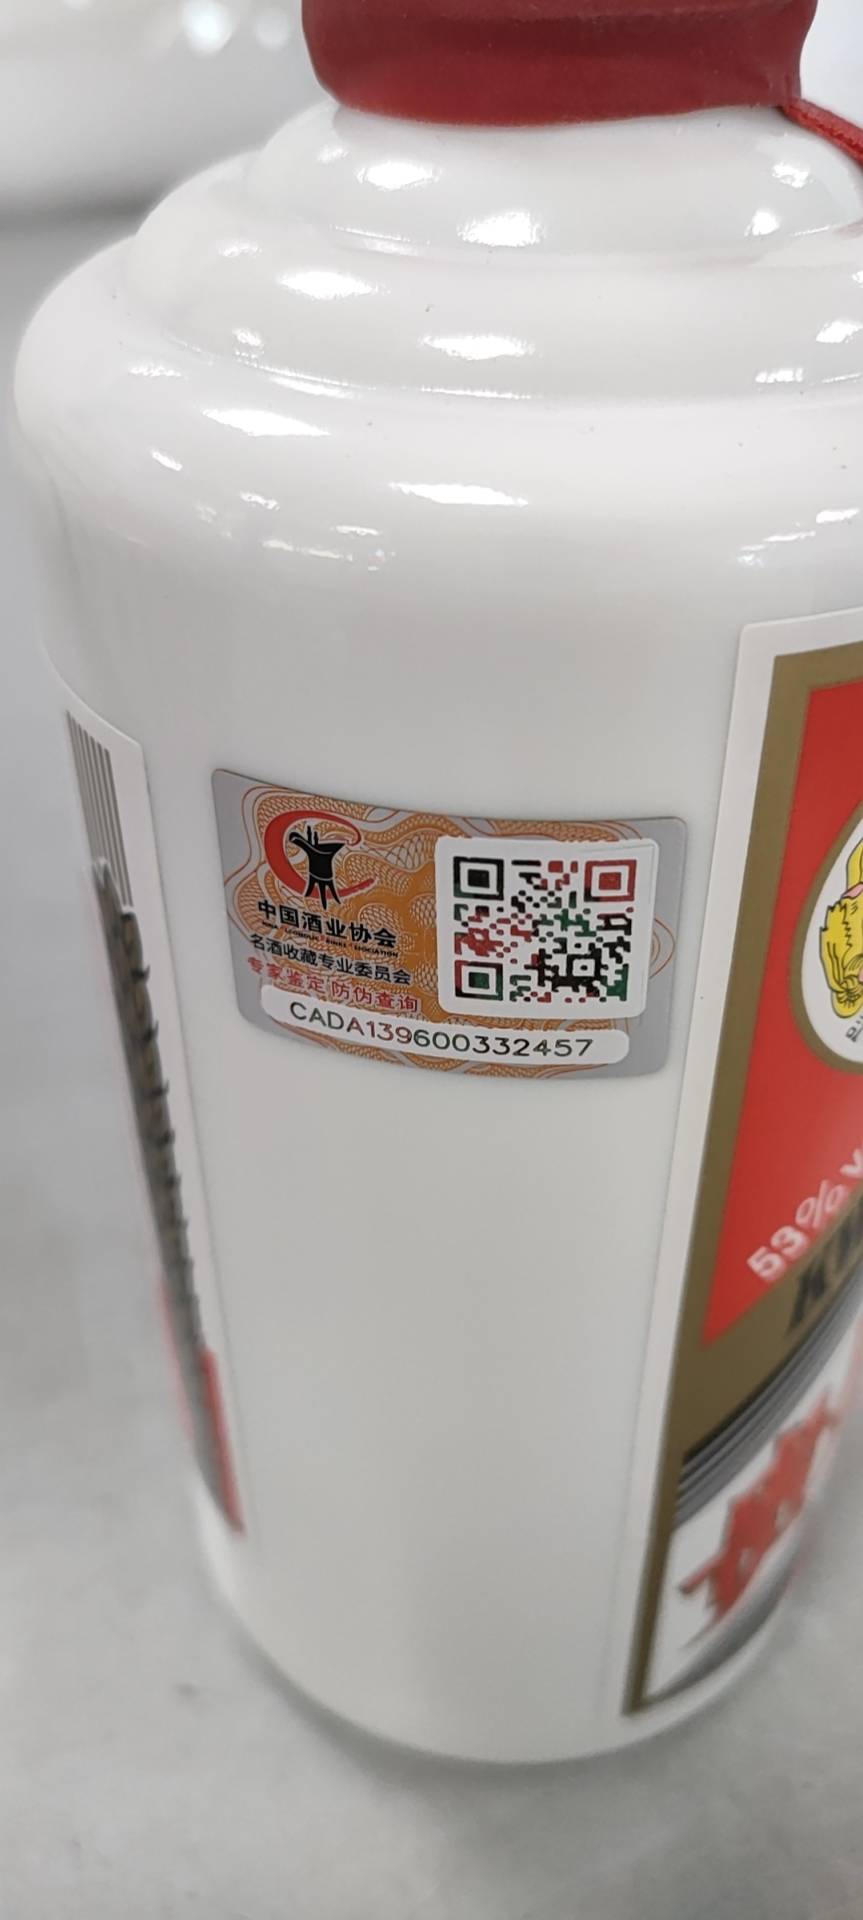 中国酒业协会
名酒收藏专业委员会
专家鉴定 防伪查询
CADA139600332457
53%